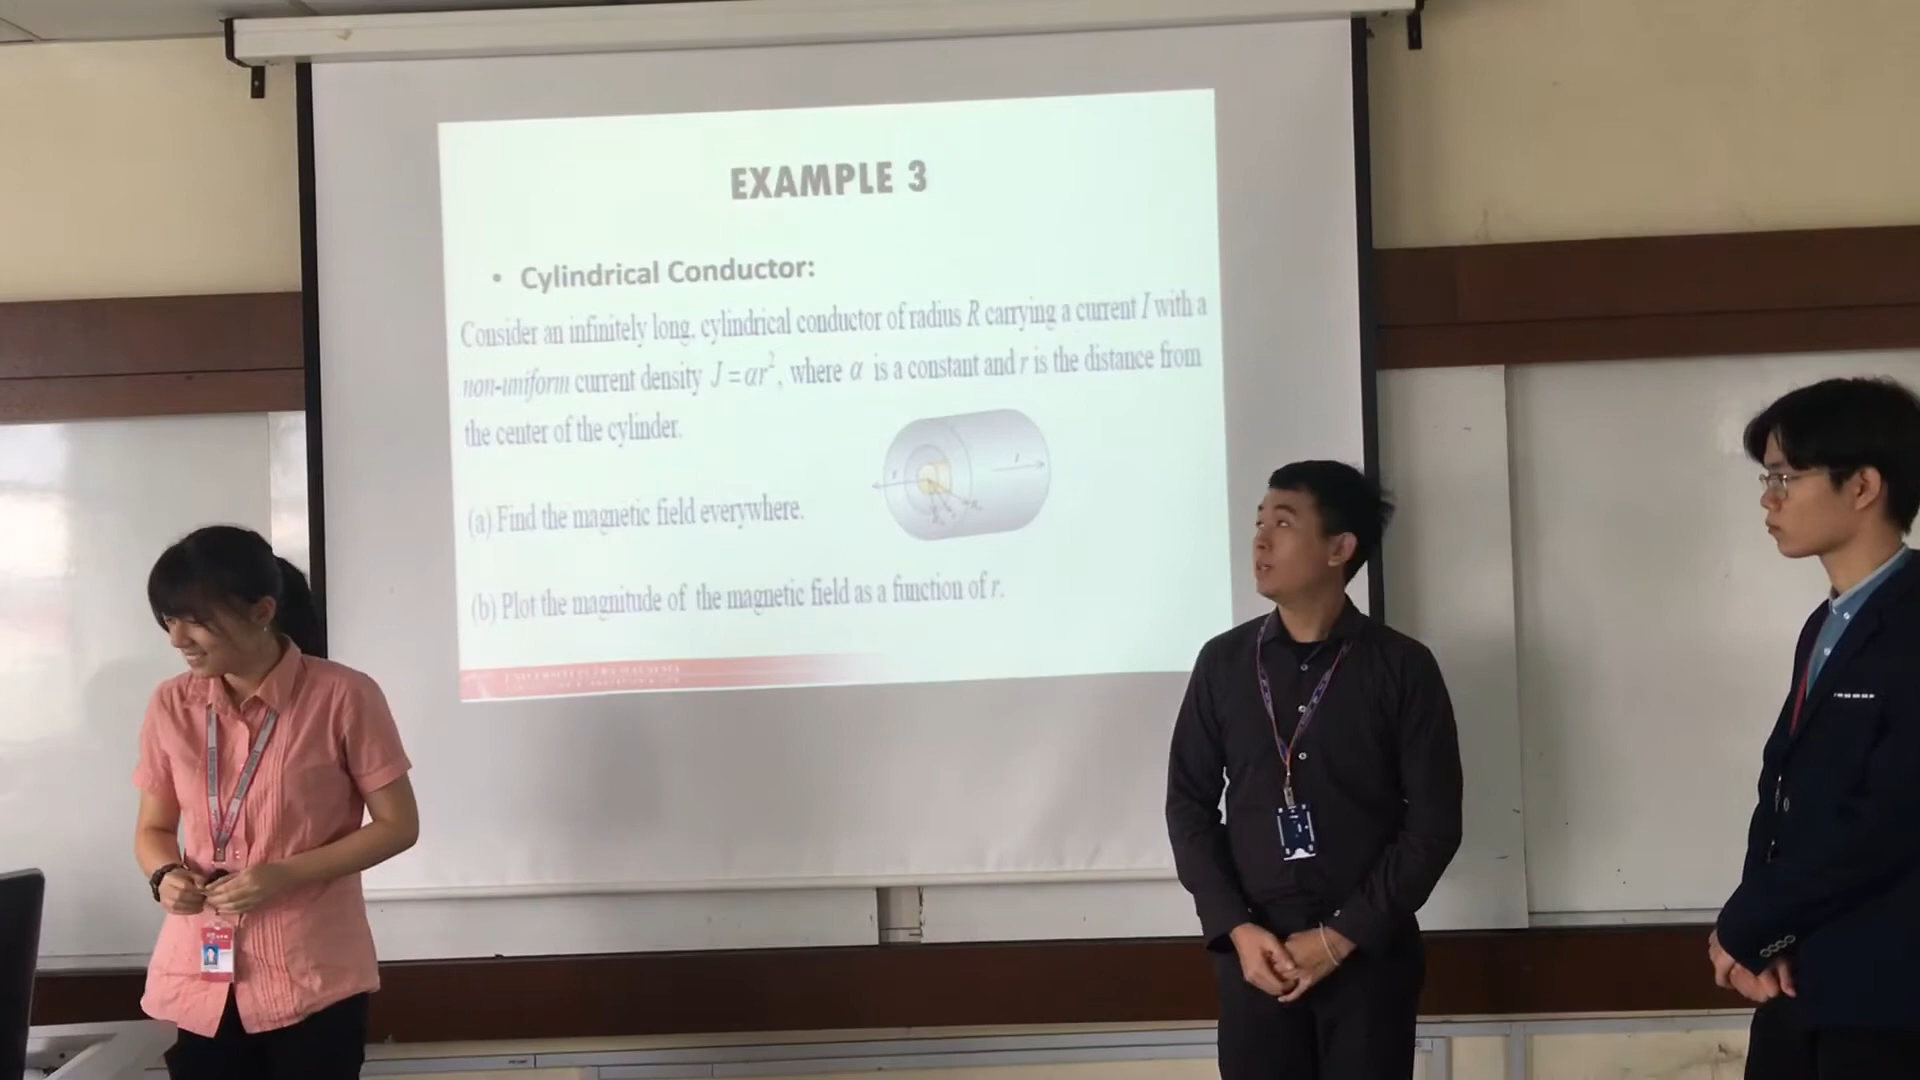 EXAMPLE 3
• Cylindrical Conductor:
Consider an infinitely long, cylindrical conductor of radius R carrying a current I with a
non-uniform current density J = αr², where α is a constant and r is the distance from
the center of the cylinder.
(a) Find the magnetic field everywhere.
(b) Plot the magnitude of the magnetic field as a function of r.